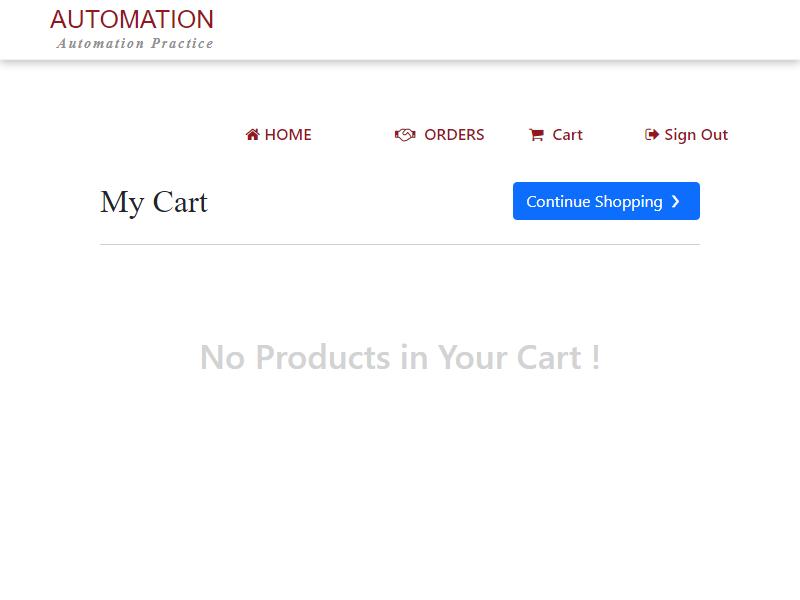 AUTOMATION
Automation Practice
HOME ORDERS Cart Sign Out
My Cart
Continue Shopping ❯
No Products in Your Cart !